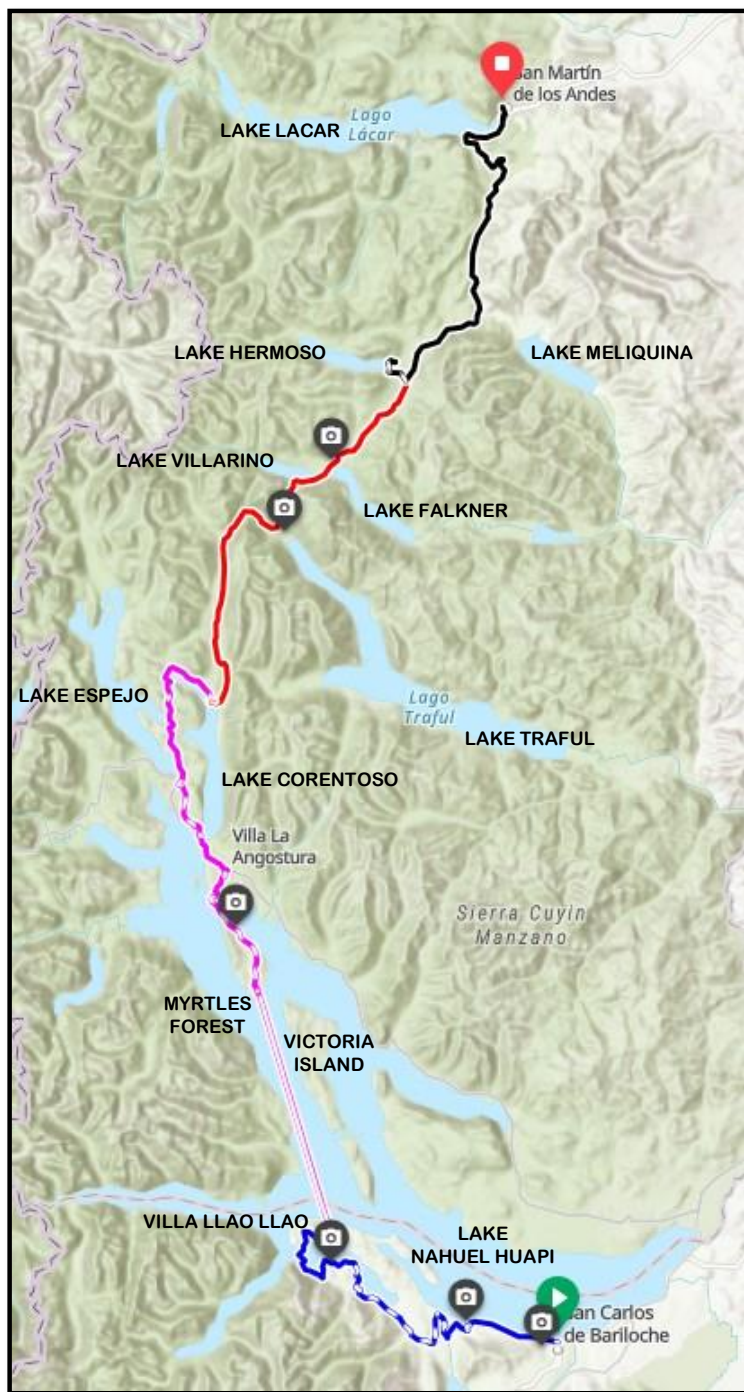 San Martín
de los Andes
LAKE LACAR
Lago
Lácar
LAKE HERMOSO
LAKE MELIQUINA
LAKE VILLARINO
LAKE FALKNER
LAKE ESPEJO
Lago
Traful
LAKE TRAFUL
LAKE CORENTOSO
Villa La
Angostura
Sierra Cuyin
Manzano
MYRTLES
FOREST
VICTORIA
ISLAND
VILLA LLAO LLAO
LAKE
NAHUEL HUAPI
San Carlos
de Bariloche